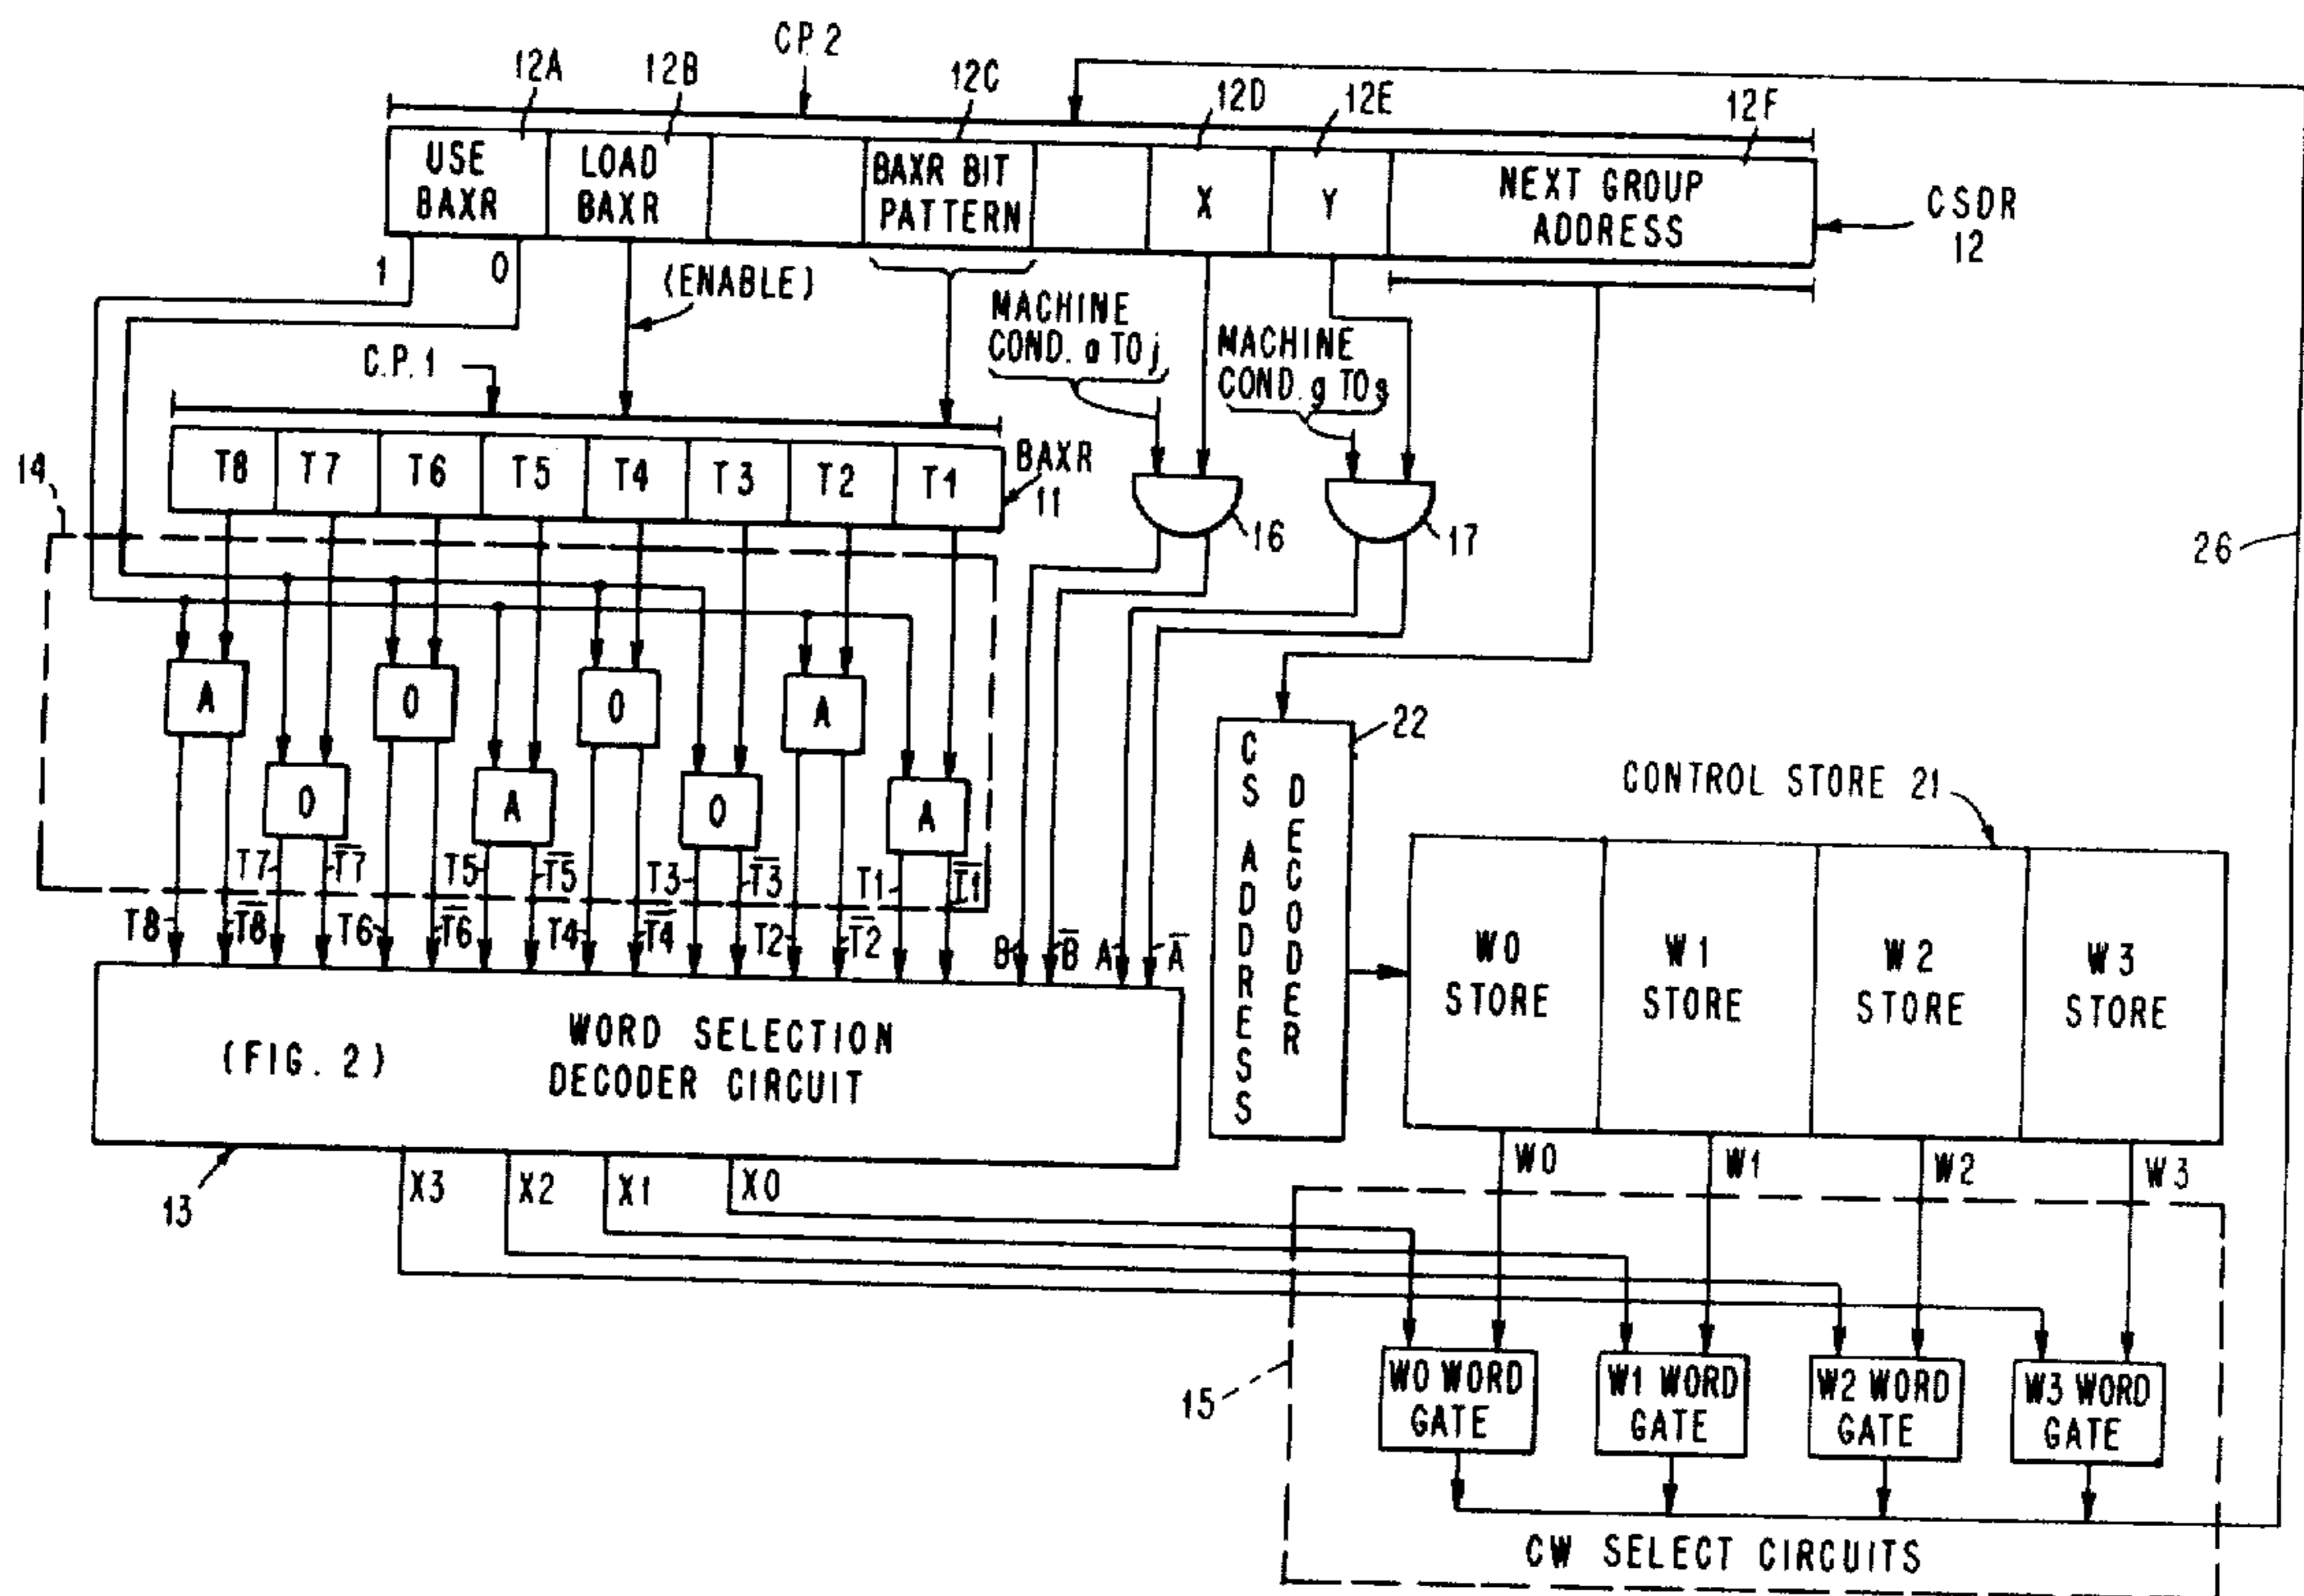 CP.2
12A
12B
12C
12D
12E
12F
USE
BAXR
LOAD
BAXR
BAXR BIT
PATTERN
X
Y
NEXT GROUP
ADDRESS
CSDR
12
1
0
(ENABLE)
MACHINE
COND. a TO j
MACHINE
COND. g TO s
C.P.1
14
T8
T7
T6
T5
T4
T3
T2
T1
BAXR
11
16
17
26
A
O
O
A
O
O
A
A
T7
T7
T5
T5
T3
T3
T1
T1
T8
T8
T6
T6
T4
T4
T2
T2
B
B
A
A
22
CS ADDRESS
DECODER
CONTROL STORE 21
W0
STORE
W1
STORE
W2
STORE
W3
STORE
(FIG. 2)
WORD SELECTION
DECODER CIRCUIT
13
X3
X2
X1
X0
W0
W1
W2
W3
15
W0 WORD
GATE
W1 WORD
GATE
W2 WORD
GATE
W3 WORD
GATE
CW SELECT CIRCUITS